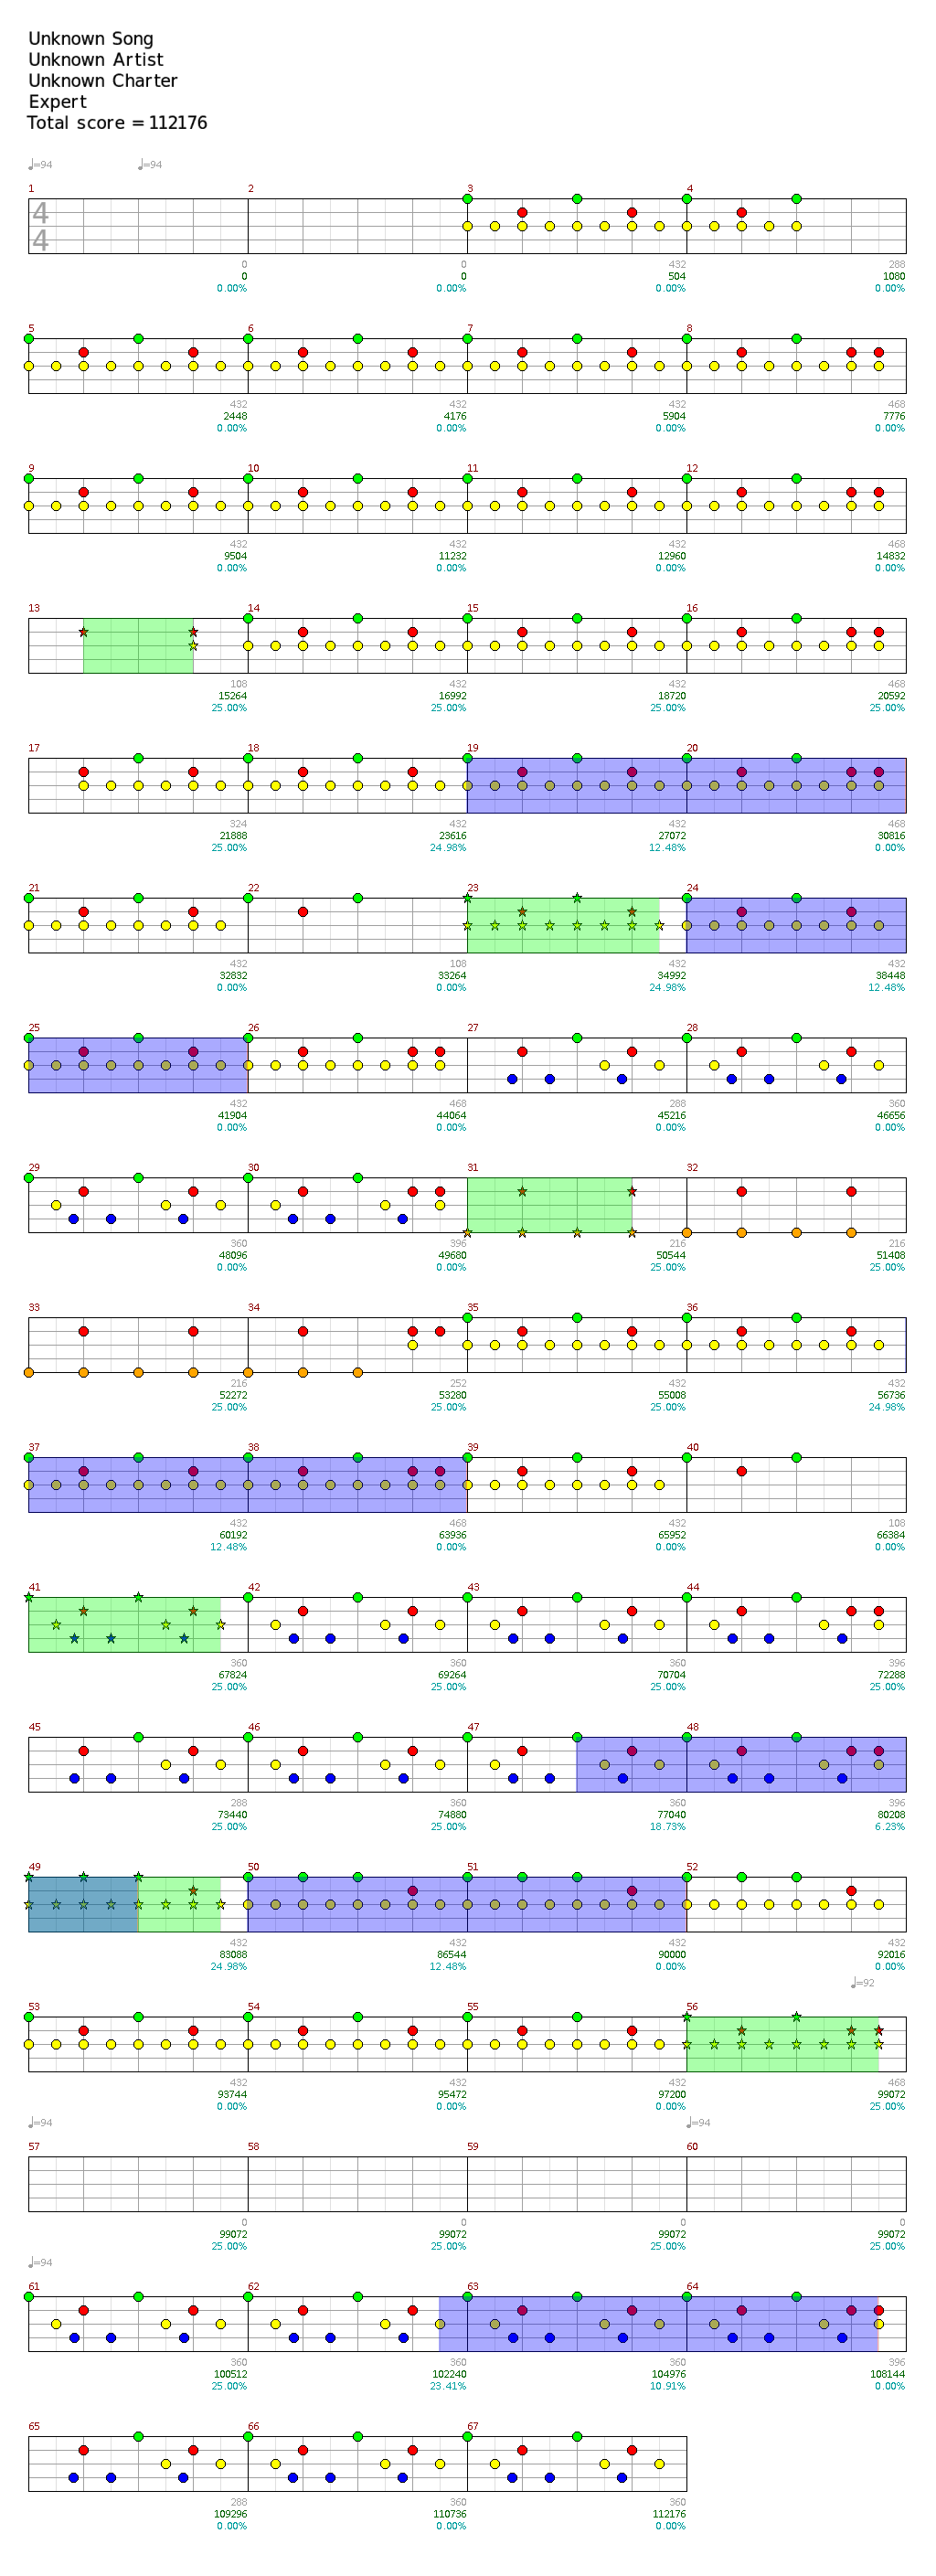 Unknown Song
Unknown Artist
Unknown Charter
Expert
Total score = 112176
♩=94 ♩=94
1 2 3 4
4
4
0 0 432 288
0 0 504 1080
0.00% 0.00% 0.00% 0.00%
5 6 7 8
432 432 432 468
2448 4176 5904 7776
0.00% 0.00% 0.00% 0.00%
9 10 11 12
432 432 432 468
9504 11232 12960 14832
0.00% 0.00% 0.00% 0.00%
13 14 15 16
108 432 432 468
15264 16992 18720 20592
25.00% 25.00% 25.00% 25.00%
17 18 19 20
324 432 432 468
21888 23616 27072 30816
25.00% 24.98% 12.48% 0.00%
21 22 23 24
432 108 432 432
32832 33264 34992 38448
0.00% 0.00% 24.98% 12.48%
25 26 27 28
432 468 288 360
41904 44064 45216 46656
0.00% 0.00% 0.00% 0.00%
29 30 31 32
360 396 216 216
48096 49680 50544 51408
0.00% 0.00% 25.00% 25.00%
33 34 35 36
216 252 432 432
52272 53280 55008 56736
25.00% 25.00% 25.00% 24.98%
37 38 39 40
432 468 432 108
60192 63936 65952 66384
12.48% 0.00% 0.00% 0.00%
41 42 43 44
360 360 360 396
67824 69264 70704 72288
25.00% 25.00% 25.00% 25.00%
45 46 47 48
288 360 360 396
73440 74880 77040 80208
25.00% 25.00% 18.73% 6.23%
49 50 51 52
432 432 432 432
83088 86544 90000 92016
24.98% 12.48% 0.00% 0.00%
♩=92
53 54 55 56
432 432 432 468
93744 95472 97200 99072
0.00% 0.00% 0.00% 25.00%
♩=94 ♩=94
57 58 59 60
0 0 0 0
99072 99072 99072 99072
25.00% 25.00% 25.00% 25.00%
♩=94
61 62 63 64
360 360 360 396
100512 102240 104976 108144
25.00% 23.41% 10.91% 0.00%
65 66 67
288 360 360
109296 110736 112176
0.00% 0.00% 0.00%